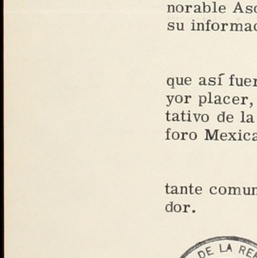 norable Aso
su informac
que así fuer
yor placer,
tativo de la
foro Mexica
tante comun
dor.
DE LA REP